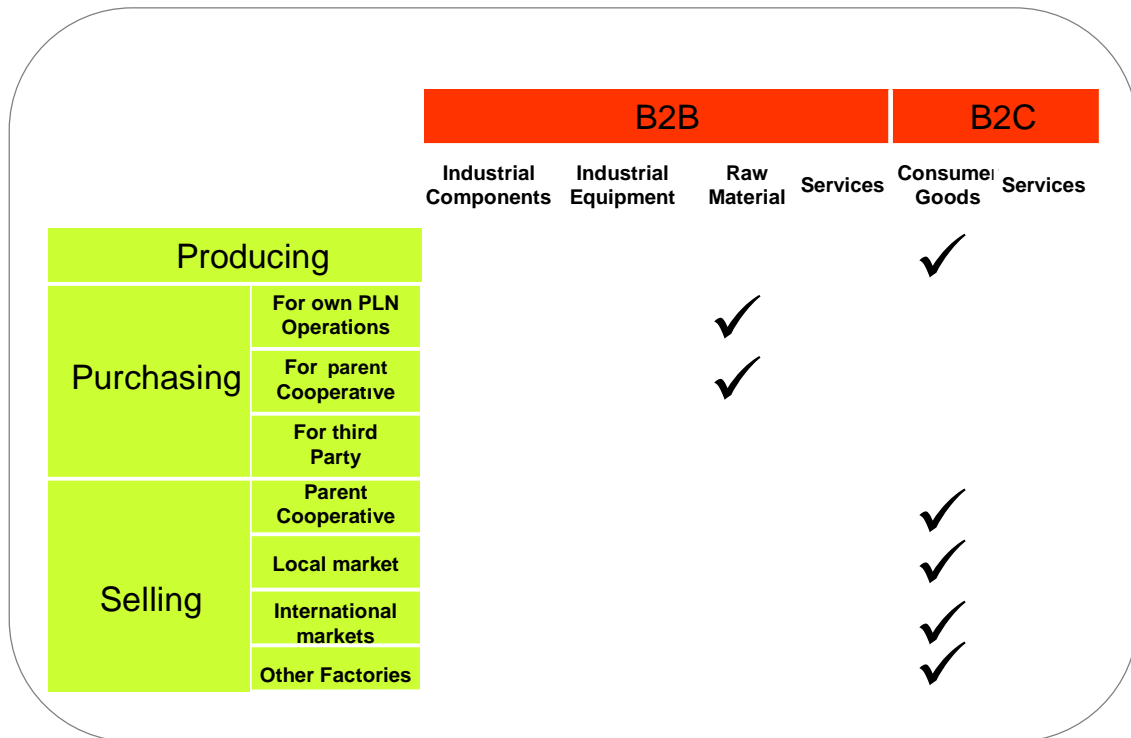 B2B
B2C
Industrial
Components
Industrial
Equipment
Raw
Material
Services
Consumer
Goods
Services
Producing
Purchasing
For own PLN
Operations
For parent
Cooperative
For third
Party
Selling
Parent
Cooperative
Local market
International
markets
Other Factories